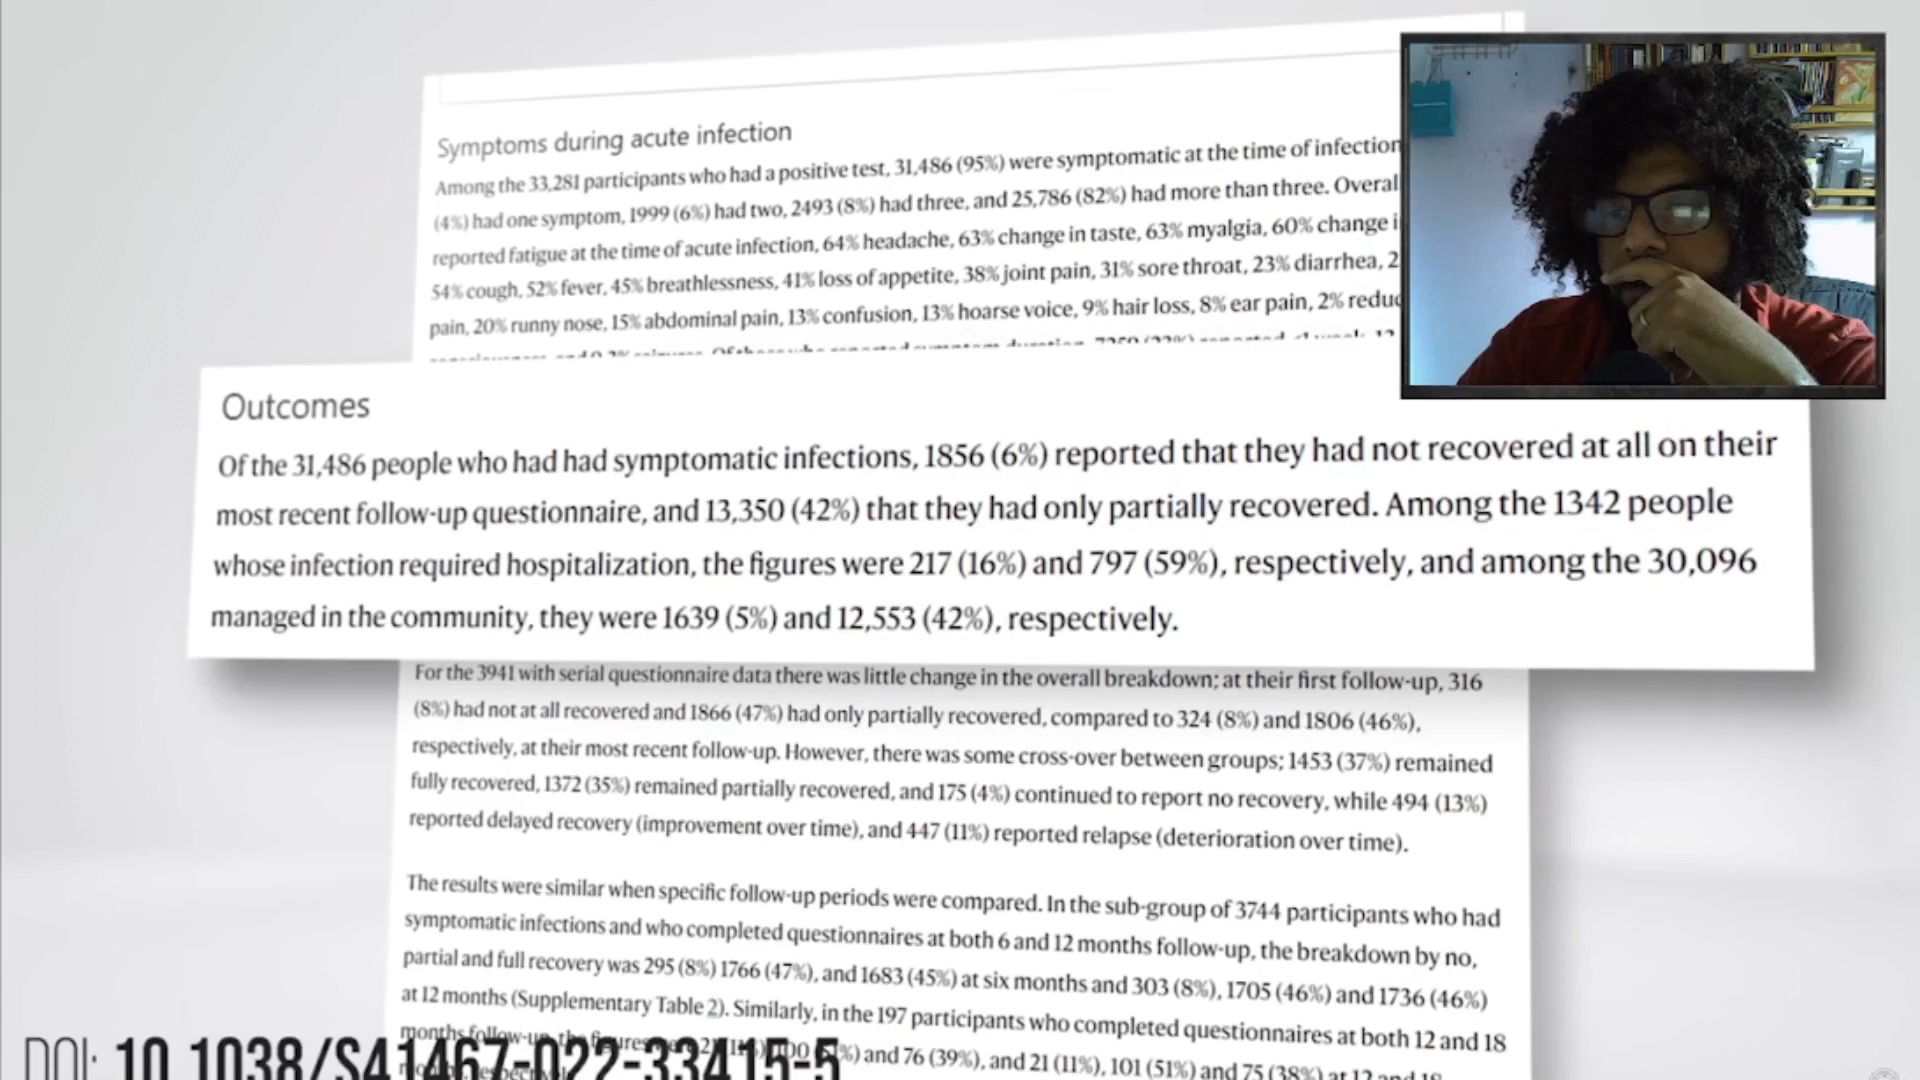 Symptoms during acute infection
Among the 33,281 participants who had a positive test, 31,486 (95%) were symptomatic at the time of infection
(4%) had one symptom, 1999 (6%) had two, 2493 (8%) had three, and 25,786 (82%) had more than three. Overal
reported fatigue at the time of acute infection, 64% headache, 63% change in taste, 63% myalgia, 60% change i
54% cough, 52% fever, 45% breathlessness, 41% loss of appetite, 38% joint pain, 31% sore throat, 23% diarrhea, 2
pain, 20% runny nose, 15% abdominal pain, 13% confusion, 13% hoarse voice, 9% hair loss, 8% ear pain, 2% reduc
Outcomes
Of the 31,486 people who had had symptomatic infections, 1856 (6%) reported that they had not recovered at all on their
most recent follow-up questionnaire, and 13,350 (42%) that they had only partially recovered. Among the 1342 people
whose infection required hospitalization, the figures were 217 (16%) and 797 (59%), respectively, and among the 30,096
managed in the community, they were 1639 (5%) and 12,553 (42%), respectively.
For the 3941 with serial questionnaire data there was little change in the overall breakdown; at their first follow-up, 316
(8%) had not at all recovered and 1866 (47%) had only partially recovered, compared to 324 (8%) and 1806 (46%),
respectively, at their most recent follow-up. However, there was some cross-over between groups; 1453 (37%) remained
fully recovered, 1372 (35%) remained partially recovered, and 175 (4%) continued to report no recovery, while 494 (13%)
reported delayed recovery (improvement over time), and 447 (11%) reported relapse (deterioration over time).
The results were similar when specific follow-up periods were compared. In the sub-group of 3744 participants who had
symptomatic infections and who completed questionnaires at both 6 and 12 months follow-up, the breakdown by no,
partial and full recovery was 295 (8%) 1766 (47%), and 1683 (45%) at six months and 303 (8%), 1705 (46%) and 1736 (46%)
at 12 months (Supplementary Table 2). Similarly, in the 197 participants who completed questionnaires at both 12 and 18
months follow-up, the figures and 76 (39%), and 21 (11%), 101 (51%) and 75 (38%) at 12 and 18
DOI: 10.1038/S41467-022-33415-5